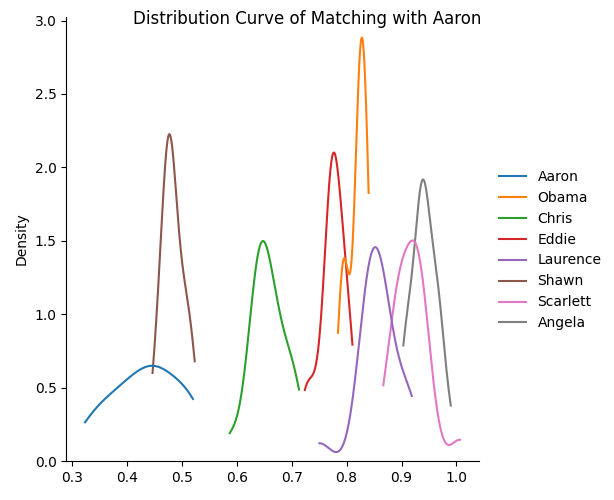 Distribution Curve of Matching with Aaron
3.0
2.5
2.0
1.5
1.0
0.5
0.0
Density
0.3 0.4 0.5 0.6 0.7 0.8 0.9 1.0
Aaron
Obama
Chris
Eddie
Laurence
Shawn
Scarlett
Angela